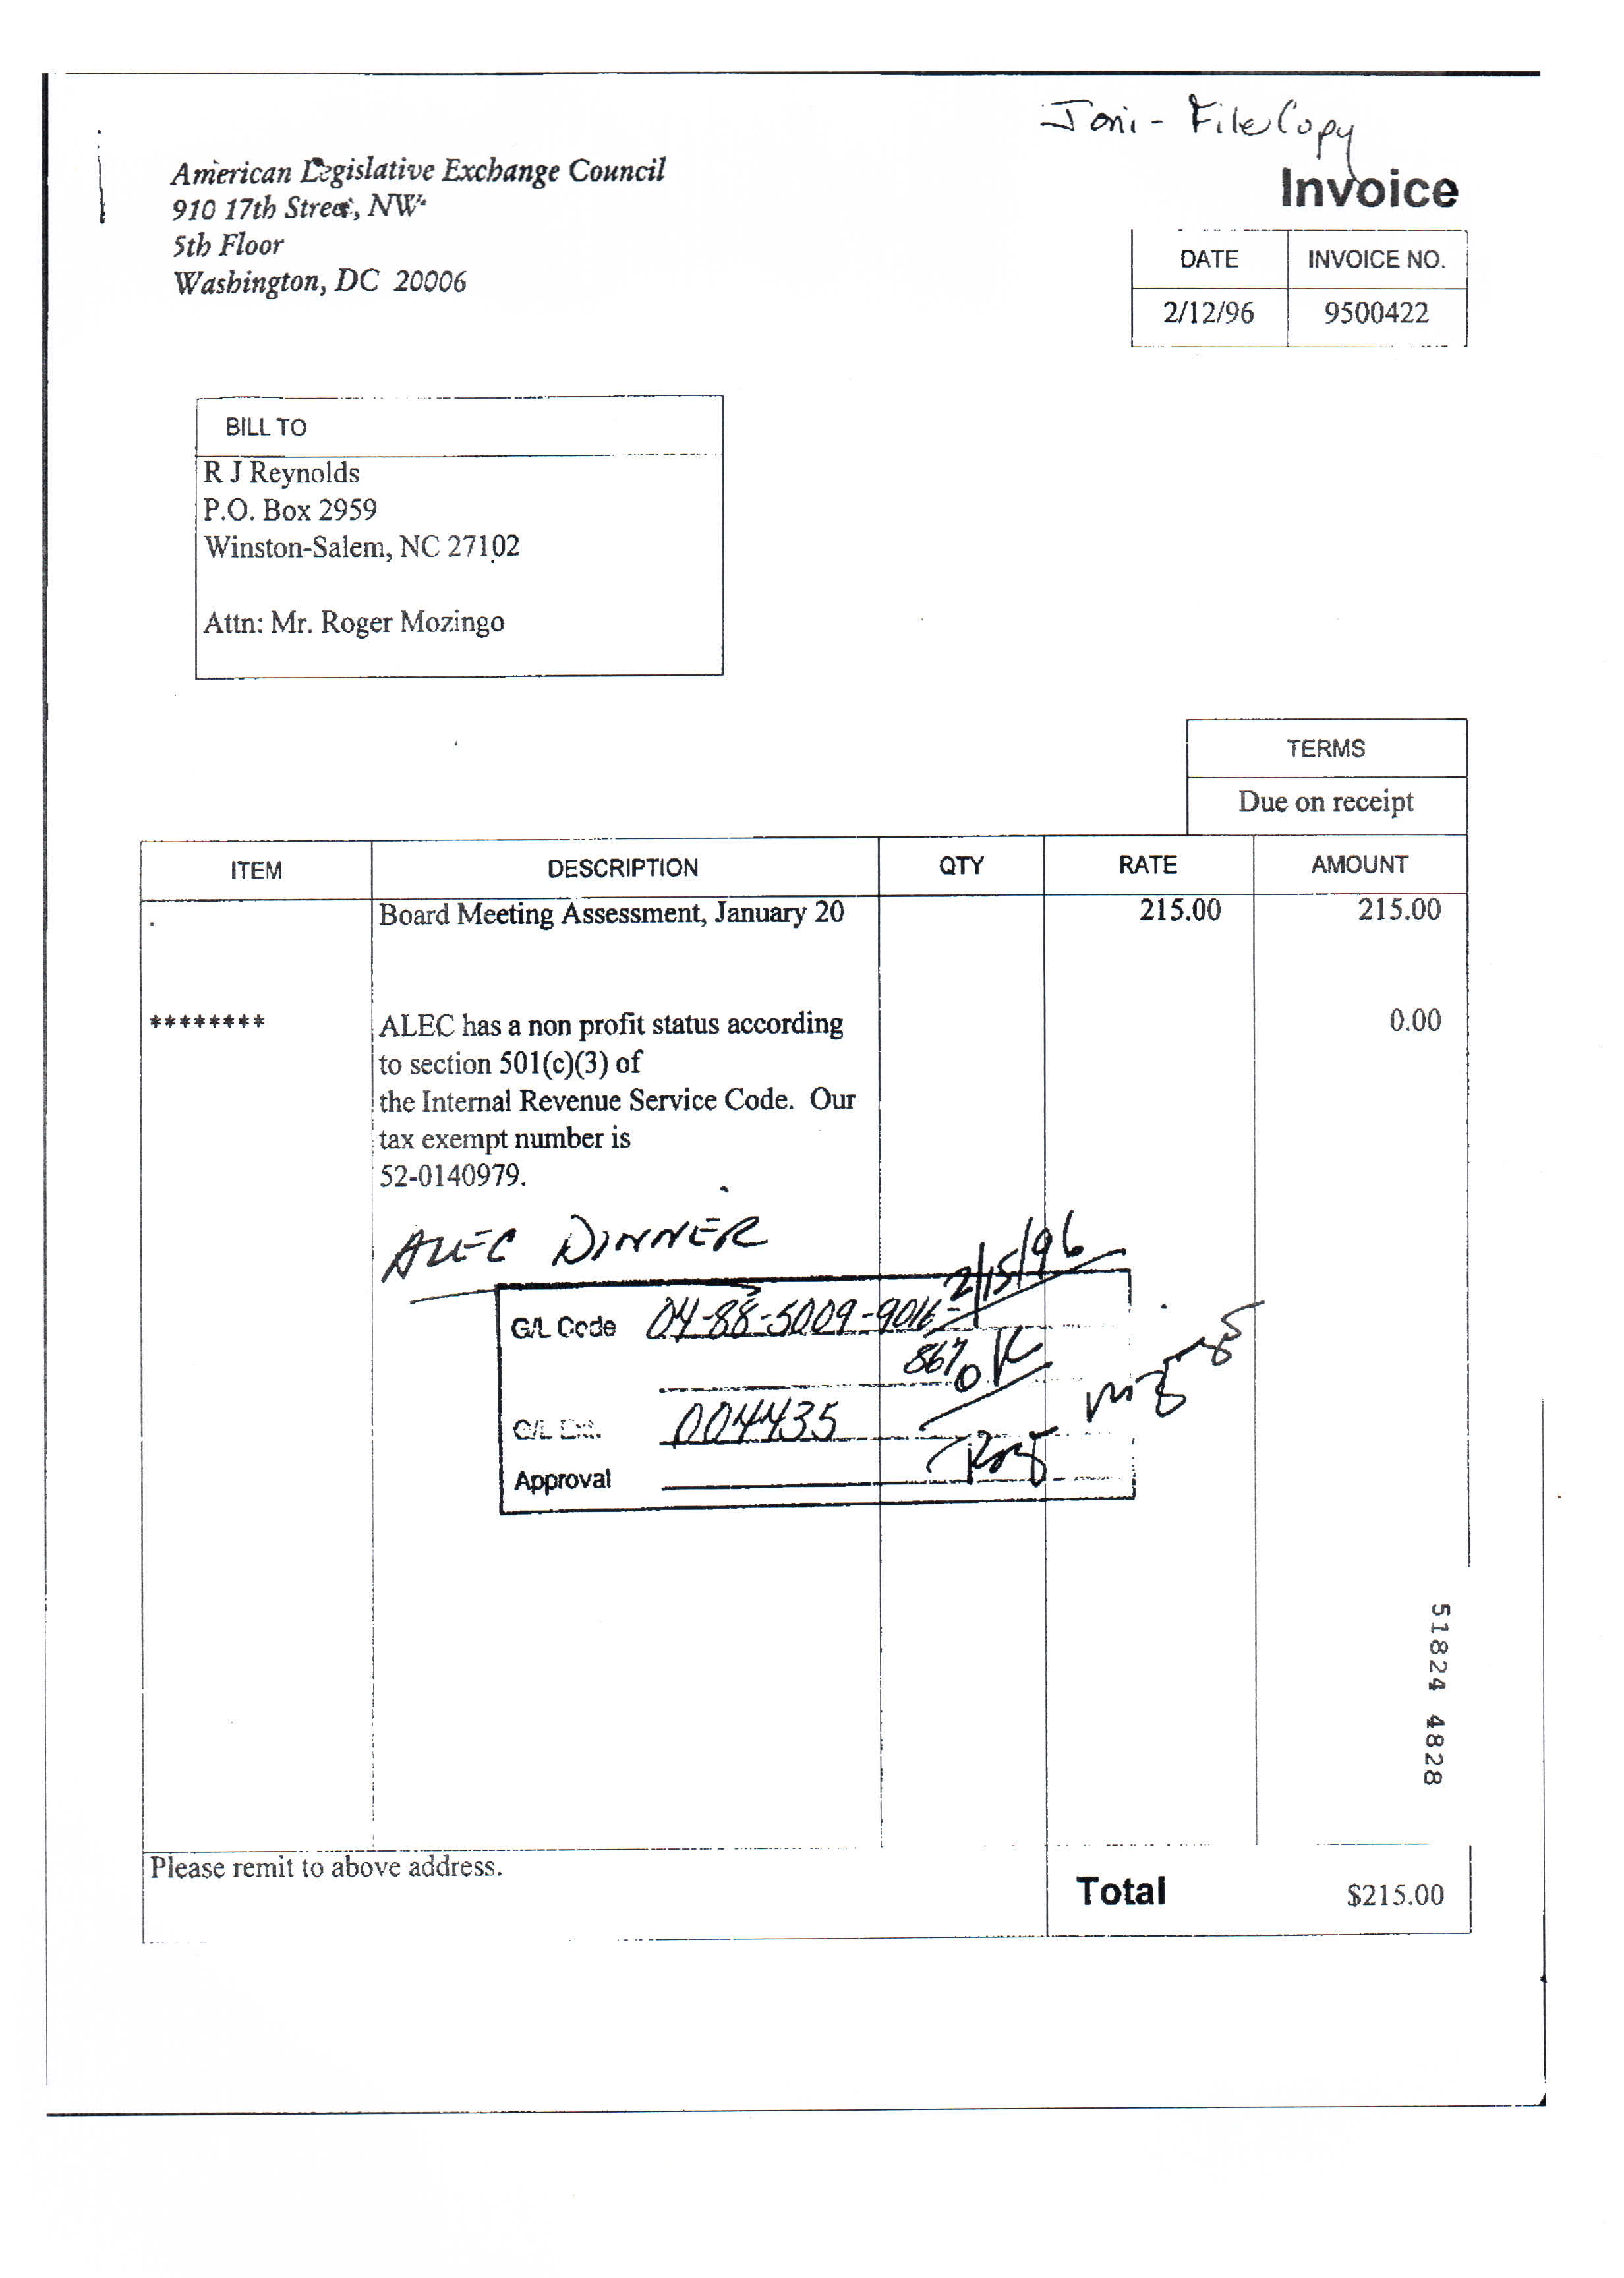 Joni - File Copy
American Legislative Exchange Council
910 17th Street, NW
5th Floor
Washington, DC 20006
Invoice
DATE INVOICE NO.
2/12/96 9500422
BILL TO
R J Reynolds
P.O. Box 2959
Winston-Salem, NC 27102
Attn: Mr. Roger Mozingo
TERMS
Due on receipt
ITEM DESCRIPTION QTY RATE AMOUNT
Board Meeting Assessment, January 20 215.00 215.00
******** ALEC has a non profit status according 0.00
to section 501(c)(3) of
the Internal Revenue Service Code. Our
tax exempt number is
52-0140979.
ALEC DINNER
2/15/96
G/L Code 04-88-5009-9016-
867 OK
G/L Ext. 004435
Approval
51824 4828
Please remit to above address.
Total $215.00